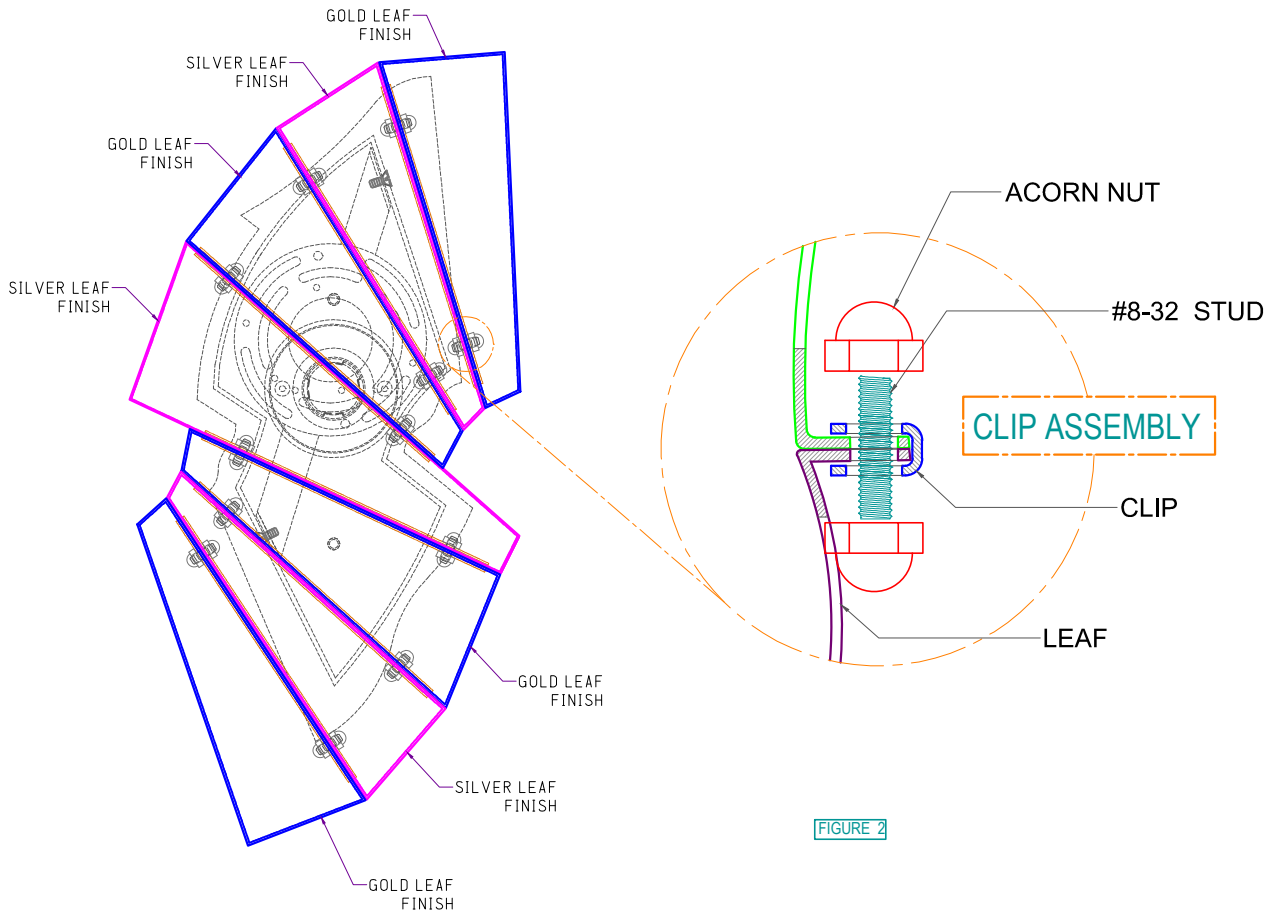 GOLD LEAF
FINISH
SILVER LEAF
FINISH
GOLD LEAF
FINISH
SILVER LEAF
FINISH
GOLD LEAF
FINISH
SILVER LEAF
FINISH
GOLD LEAF
FINISH
ACORN NUT
#8-32 STUD
CLIP ASSEMBLY
CLIP
LEAF
FIGURE 2